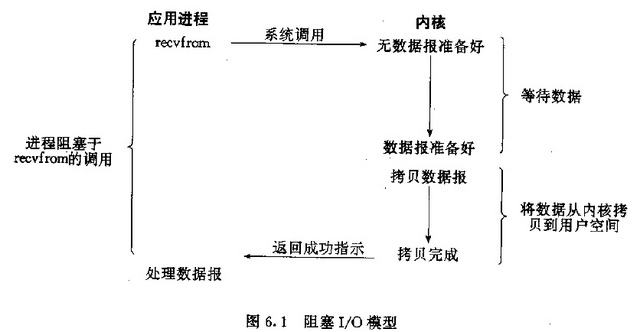 应用进程
内核
recvfrom
系统调用
无数据报准备好
等待数据
进程阻塞于
recvfrom的调用
数据报准备好
拷贝数据报
将数据从内核拷
贝到用户空间
返回成功指示
拷贝完成
处理数据报
图 6.1 阻塞 I/O 模型